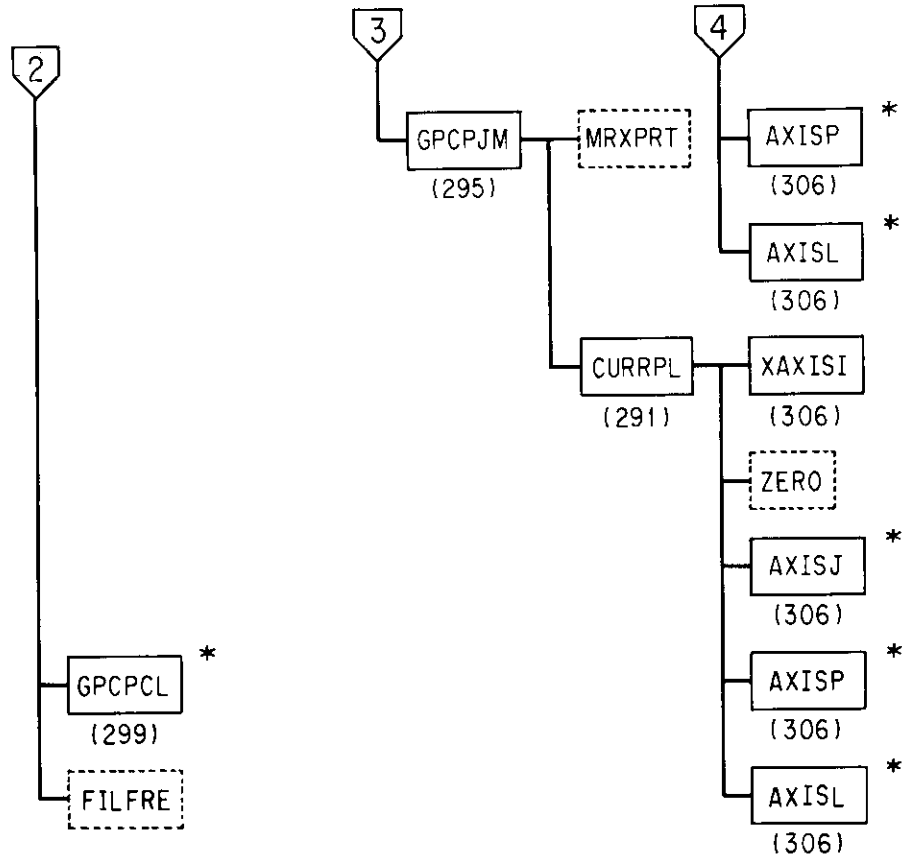 2
3
4
GPCPJM
(295)
MRXPRT
AXISP
*
(306)
AXISL
*
(306)
CURRPL
(291)
XAXISI
(306)
ZERO
AXISJ
*
(306)
GPCPCL
*
(299)
AXISP
*
(306)
FILFRE
AXISL
*
(306)